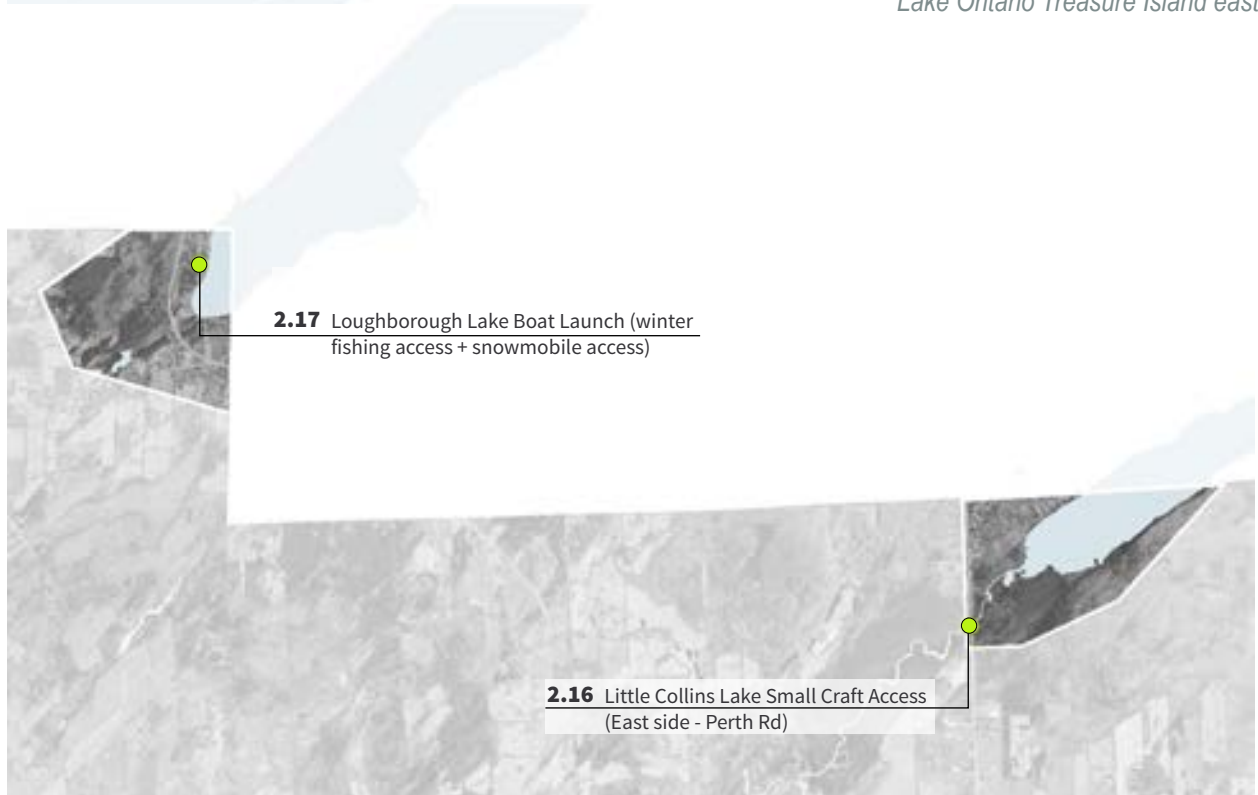 Lake Ontario Treasure Island east
2.17 Loughborough Lake Boat Launch (winter
fishing access + snowmobile access)
2.16 Little Collins Lake Small Craft Access
(East side - Perth Rd)